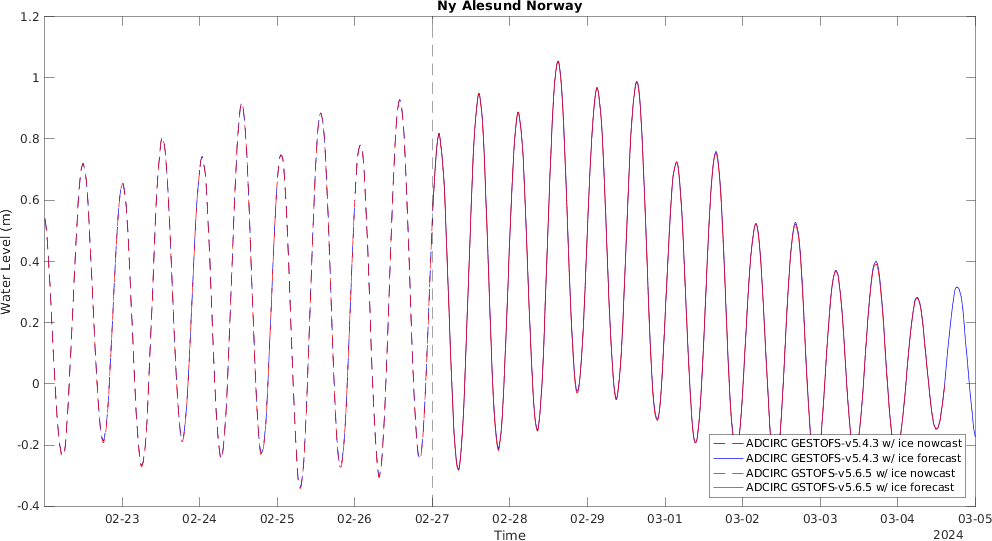 Ny Alesund Norway
1.2
1
0.8
0.6
0.4
0.2
0
-0.2
-0.4
Water Level (m)
ADCIRC GESTOFS-v5.4.3 w/ ice nowcast
ADCIRC GESTOFS-v5.4.3 w/ ice forecast
ADCIRC GSTOFS-v5.6.5 w/ ice nowcast
ADCIRC GSTOFS-v5.6.5 w/ ice forecast
02-23 02-24 02-25 02-26 02-27 02-28 02-29 03-01 03-02 03-03 03-04 03-05
Time 2024